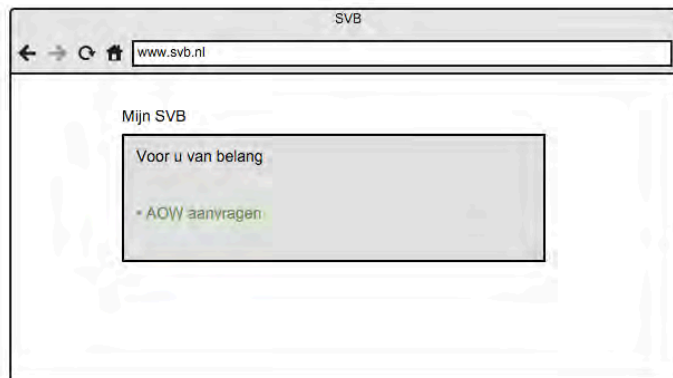 SVB
www.svb.nl
Mijn SVB
Voor u van belang
• AOW aanvragen